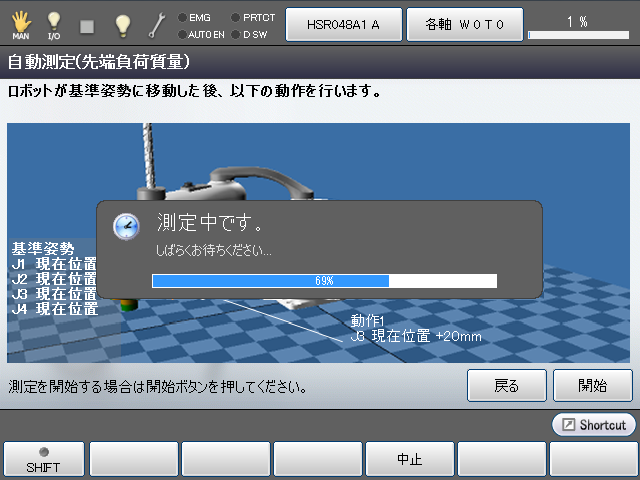 EMG
PRTCT
AUTO EN
D SW
MAN
I/O
HSR048A1 A
各軸 W 0 T 0
1 %
自動測定(先端負荷質量)
ロボットが基準姿勢に移動した後、以下の動作を行います。
測定中です。
しばらくお待ちください...
69%
基準姿勢
J1 現在位置
J2 現在位置
J3 現在位置
J4 現在位置
動作1
J3 現在位置 +20mm
測定を開始する場合は開始ボタンを押してください。
戻る
開始
Shortcut
SHIFT
中止